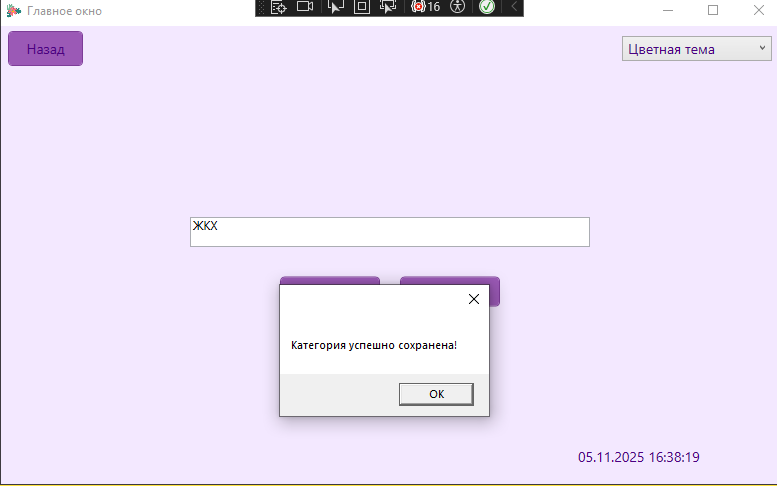 Главное окно
16
Назад
Цветная тема
ЖКХ
Категория успешно сохранена!
OK
05.11.2025 16:38:19